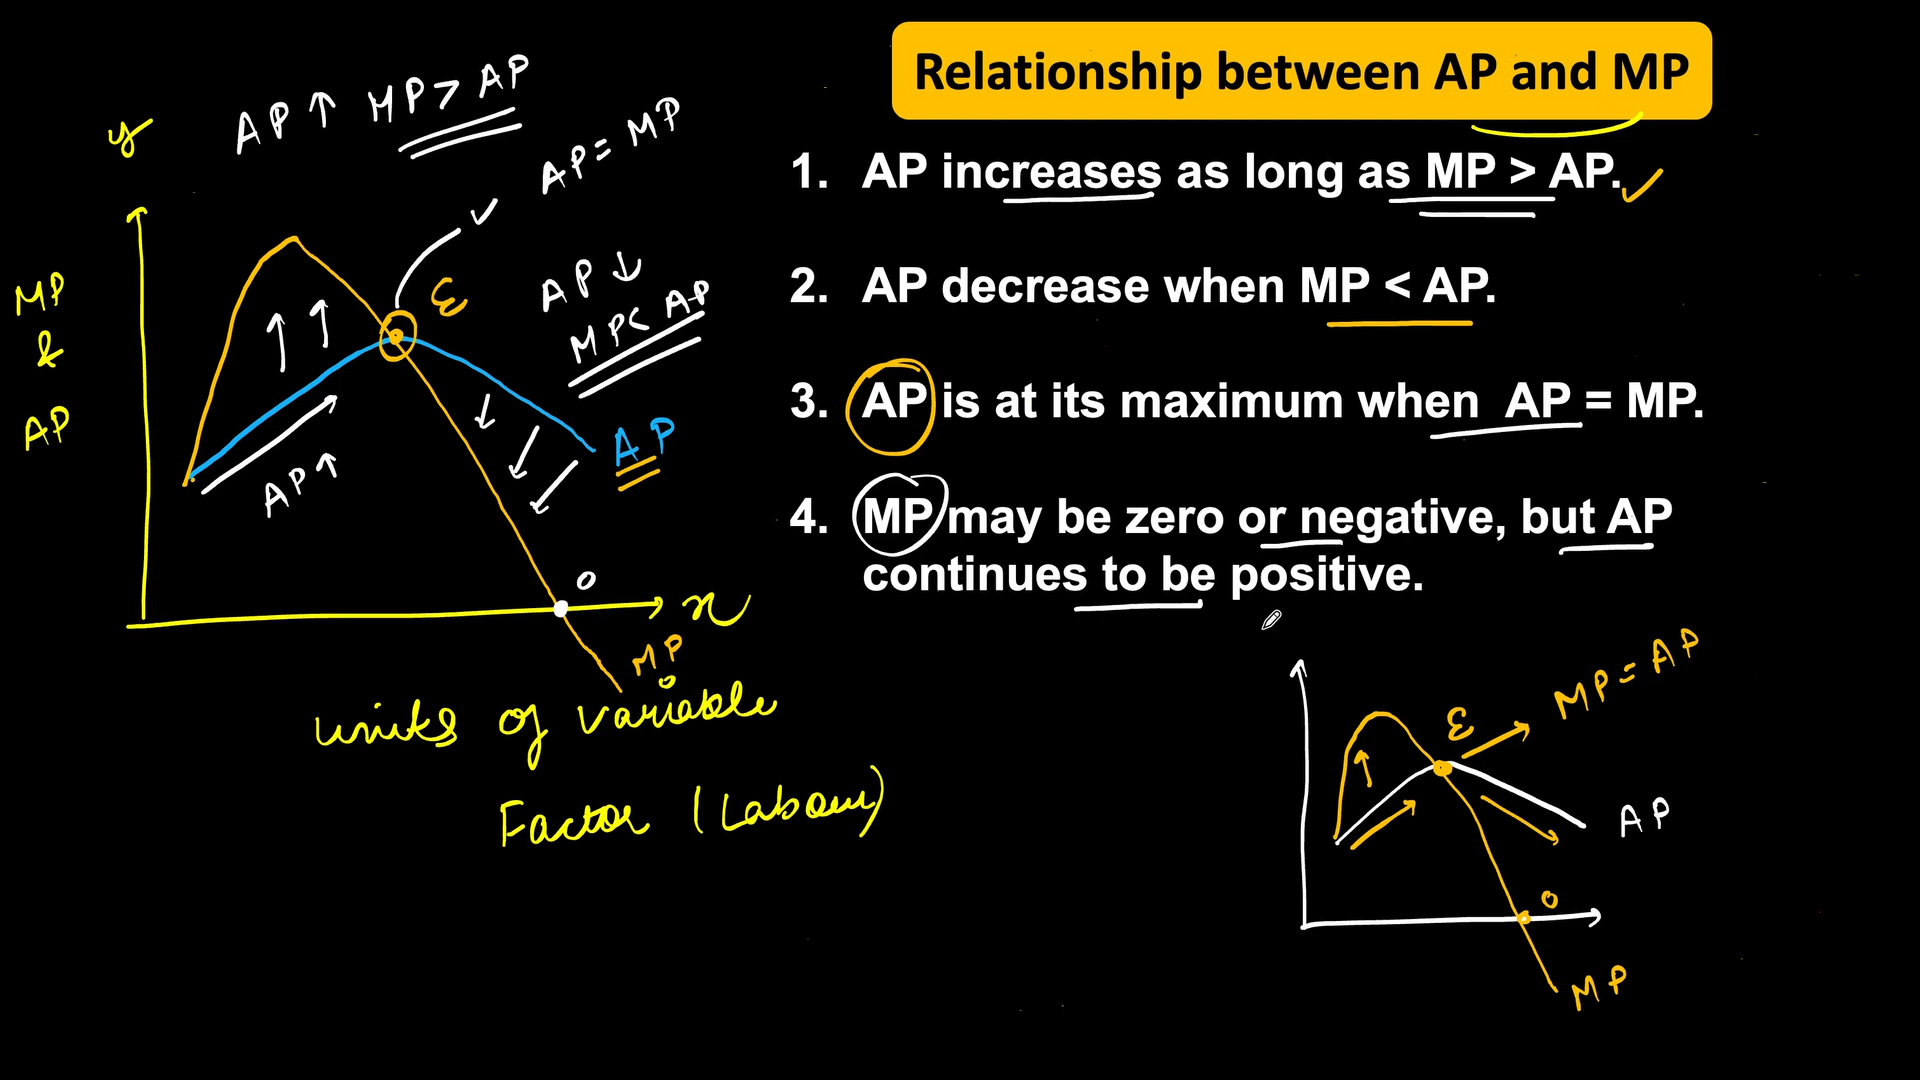 Relationship between AP and MP
1. AP increases as long as MP > AP.
2. AP decrease when MP < AP.
3. AP is at its maximum when AP = MP.
4. MP may be zero or negative, but AP
continues to be positive.
y
AP ↑ MP > AP
AP = MP
MP
&
AP
E
AP ↓
MP < AP
AP
AP ↑
0
x
MP
units of variable
Factor (Labour)
E
MP = AP
AP
0
MP